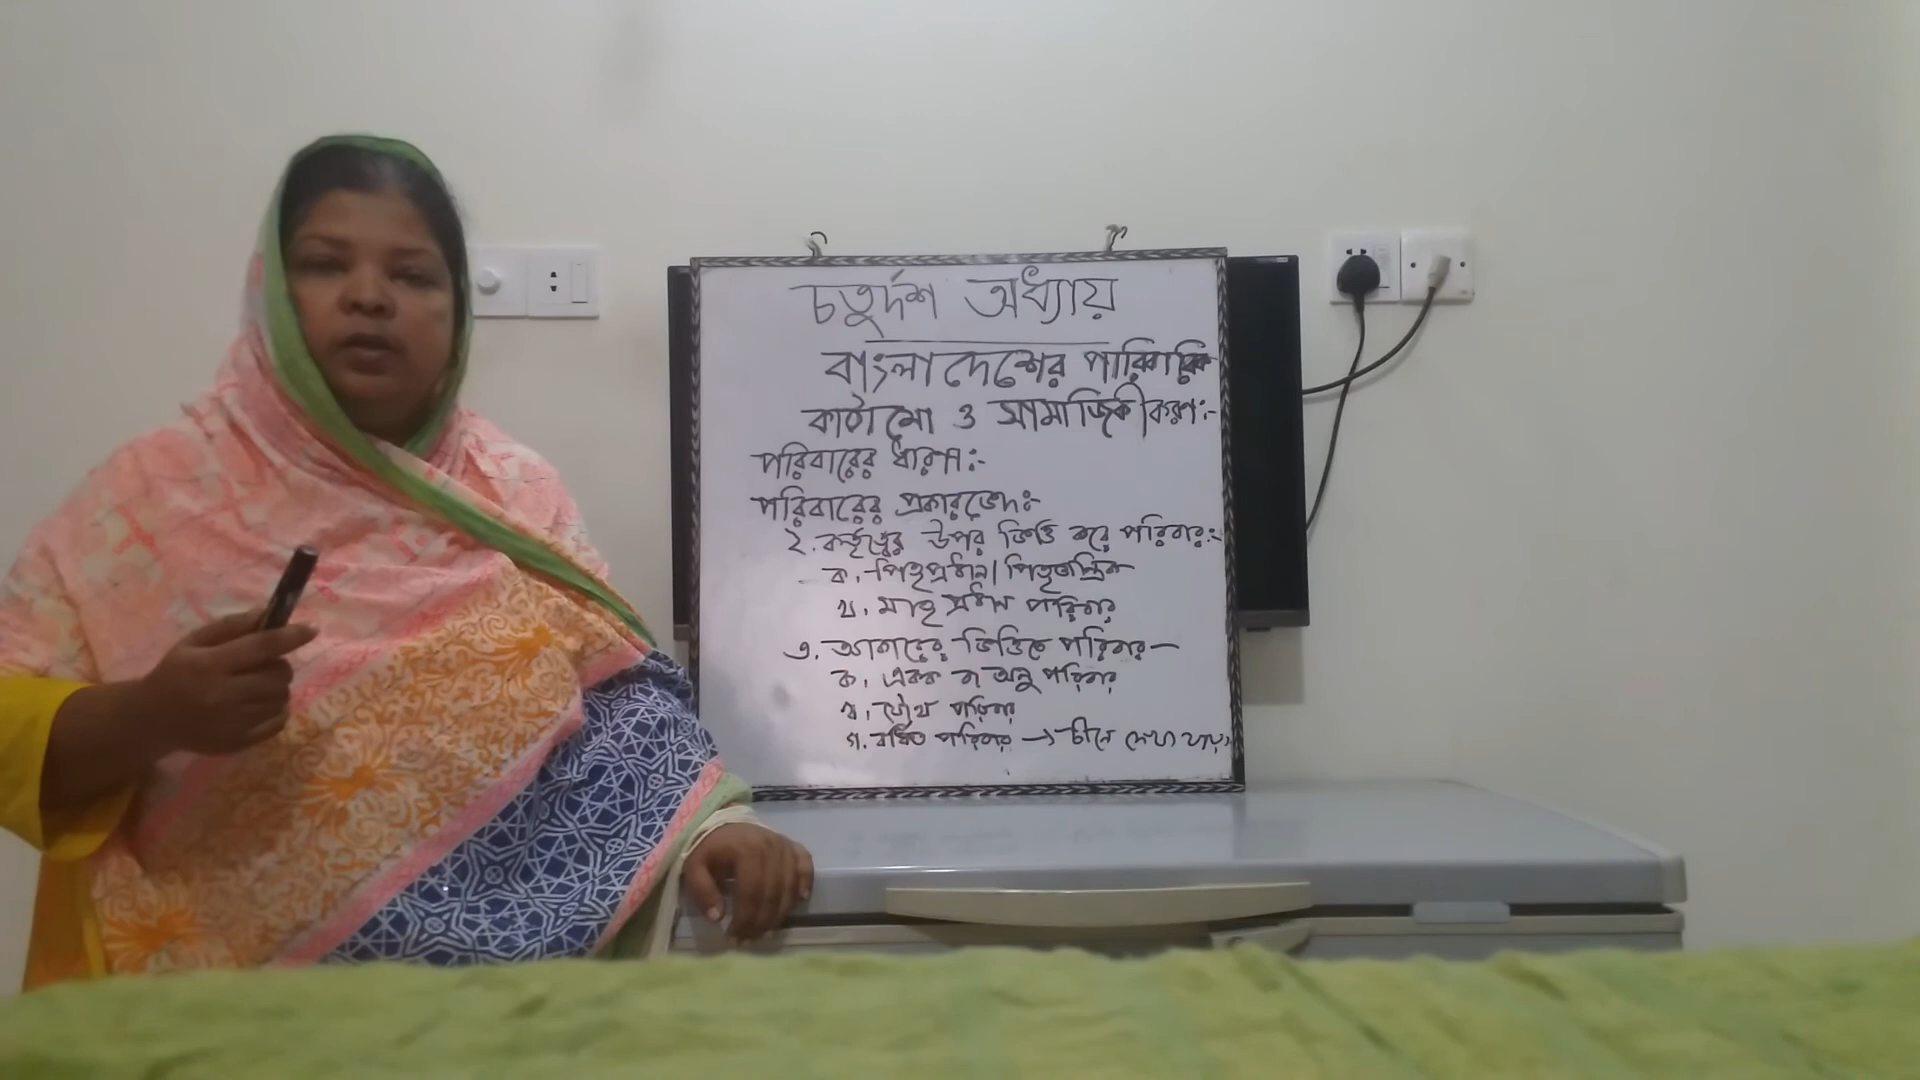 চতুর্দশ অধ্যায়
বাংলাদেশের পারিবারিক
কাঠামো ও সামাজিকীকরণ:-
পরিবারের ধারণা:-
পরিবারের প্রকারভেদ:-
২. কর্তৃত্বের উপর ভিত্তি করে পরিবার:-
ক. পিতৃপ্রধান/পিতৃতান্ত্রিক
খ. মাতৃপ্রধান পরিবার
৩. আকারের ভিত্তিতে পরিবার-
ক. একক বা অনু পরিবার
খ. যৌথ পরিবার
গ. বর্ধিত পরিবার → চীনে দেখা যায়।